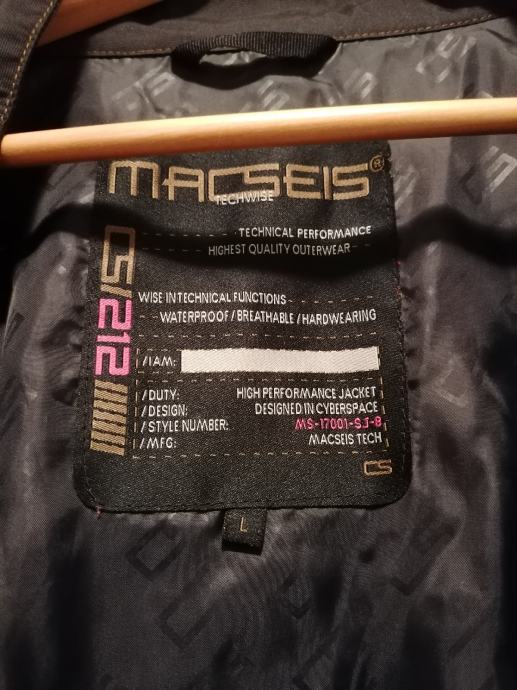 MACSEIS®
TECHWISE
TECHNICAL PERFORMANCE
HIGHEST QUALITY OUTERWEAR
CS/212
WISE IN TECHNICAL FUNCTIONS
WATERPROOF / BREATHABLE / HARDWEARING
/IAM:
/DUTY: HIGH PERFORMANCE JACKET
/DESIGN: DESIGNED IN CYBERSPACE
/STYLE NUMBER: MS-17001-SJ-8
/MFG: MACSEIS TECH
CS
L